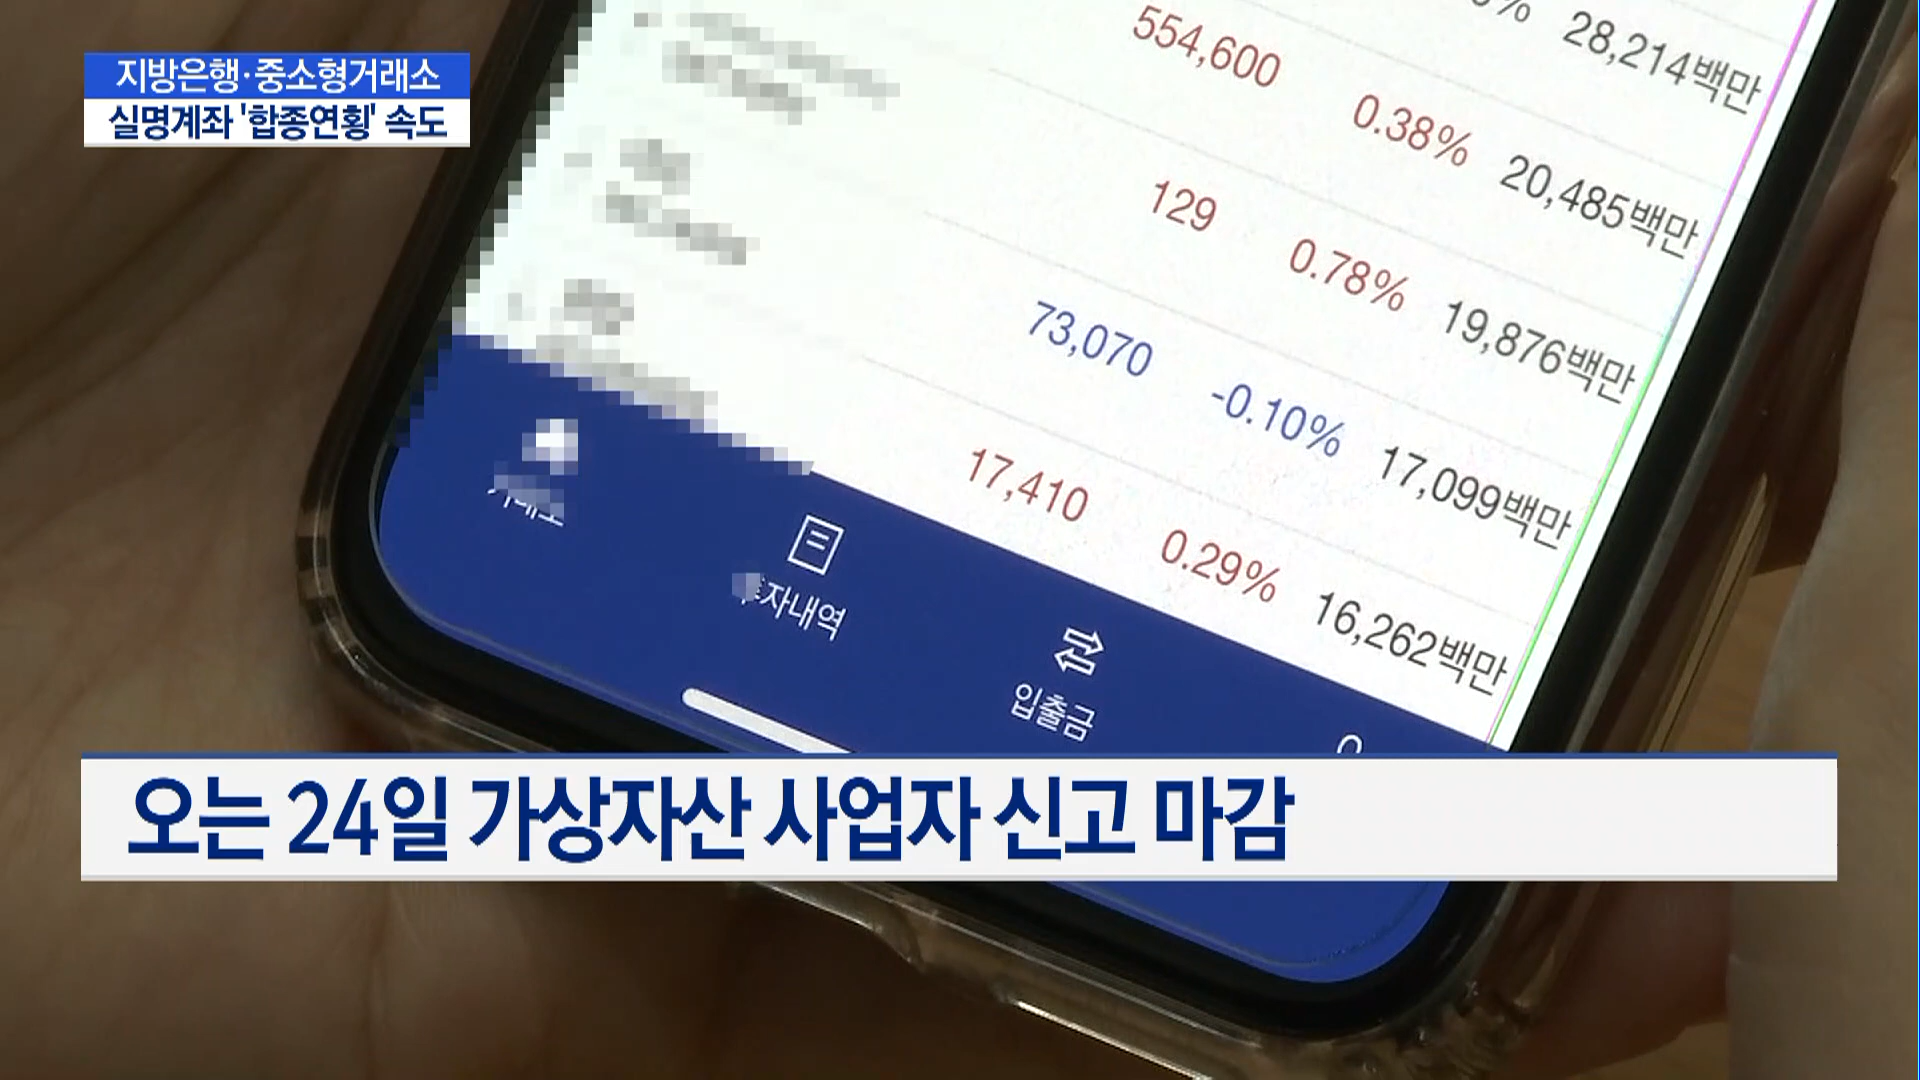 지방은행·중소형거래소
실명계좌 '합종연횡' 속도
28,214백만
554,600 0.38% 20,485백만
129 0.78% 19,876백만
73,070 -0.10% 17,099백만
17,410 0.29% 16,262백만
투자내역
입출금
오는 24일 가상자산 사업자 신고 마감